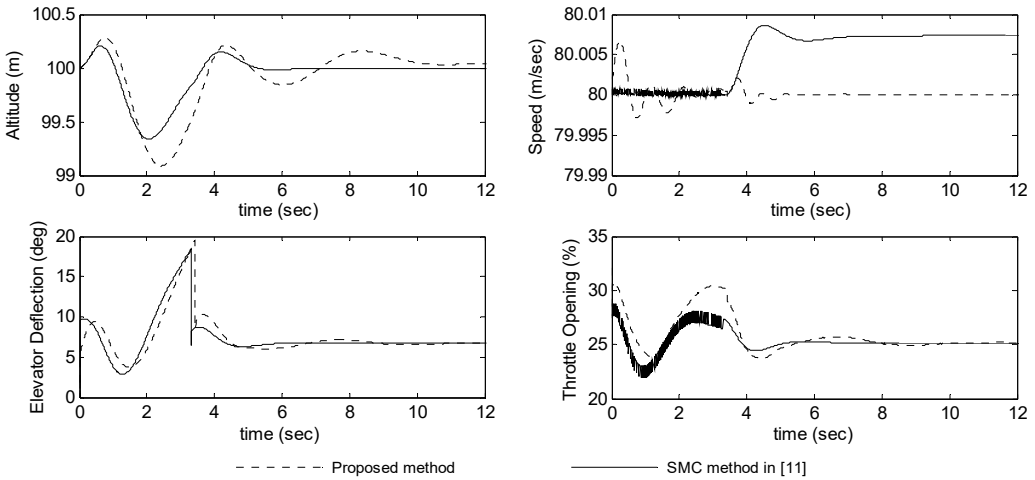 100.5
100
99.5
99
0 2 4 6 8 10 12
time (sec)
Altitude (m)
80.01
80.005
80
79.995
79.99
0 2 4 6 8 10 12
time (sec)
Speed (m/sec)
20
15
10
5
0
0 2 4 6 8 10 12
time (sec)
Elevator Deflection (deg)
35
30
25
20
0 2 4 6 8 10 12
time (sec)
Throttle Opening (%)
Proposed method
SMC method in [11]